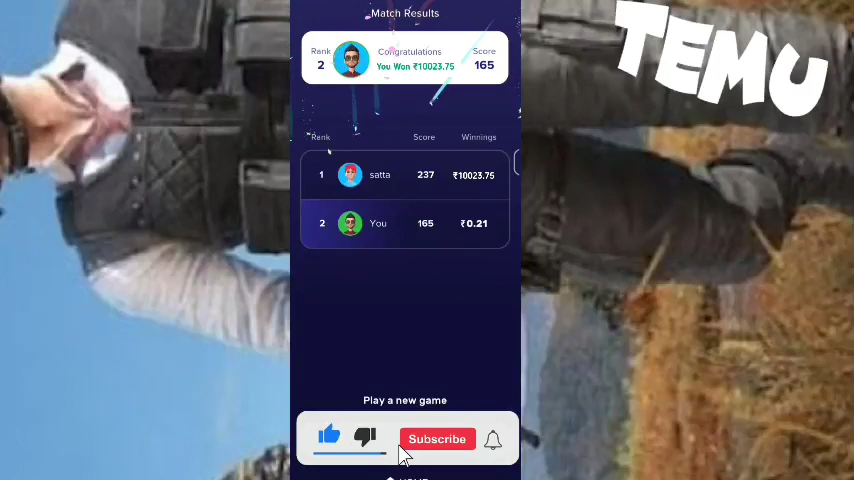 Match Results
TEMU
Rank Congratulations Score
2 You Won ₹10023.75 165
Rank Score Winnings
1 satta 237 ₹10023.75
2 You 165 ₹0.21
Play a new game
Subscribe
HOME